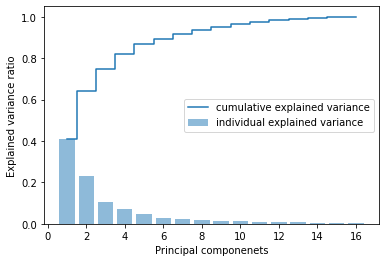 1.0
0.8
0.6
0.4
0.2
0.0
Explained variance ratio
cumulative explained variance
individual explained variance
0 2 4 6 8 10 12 14 16
Principal componenets